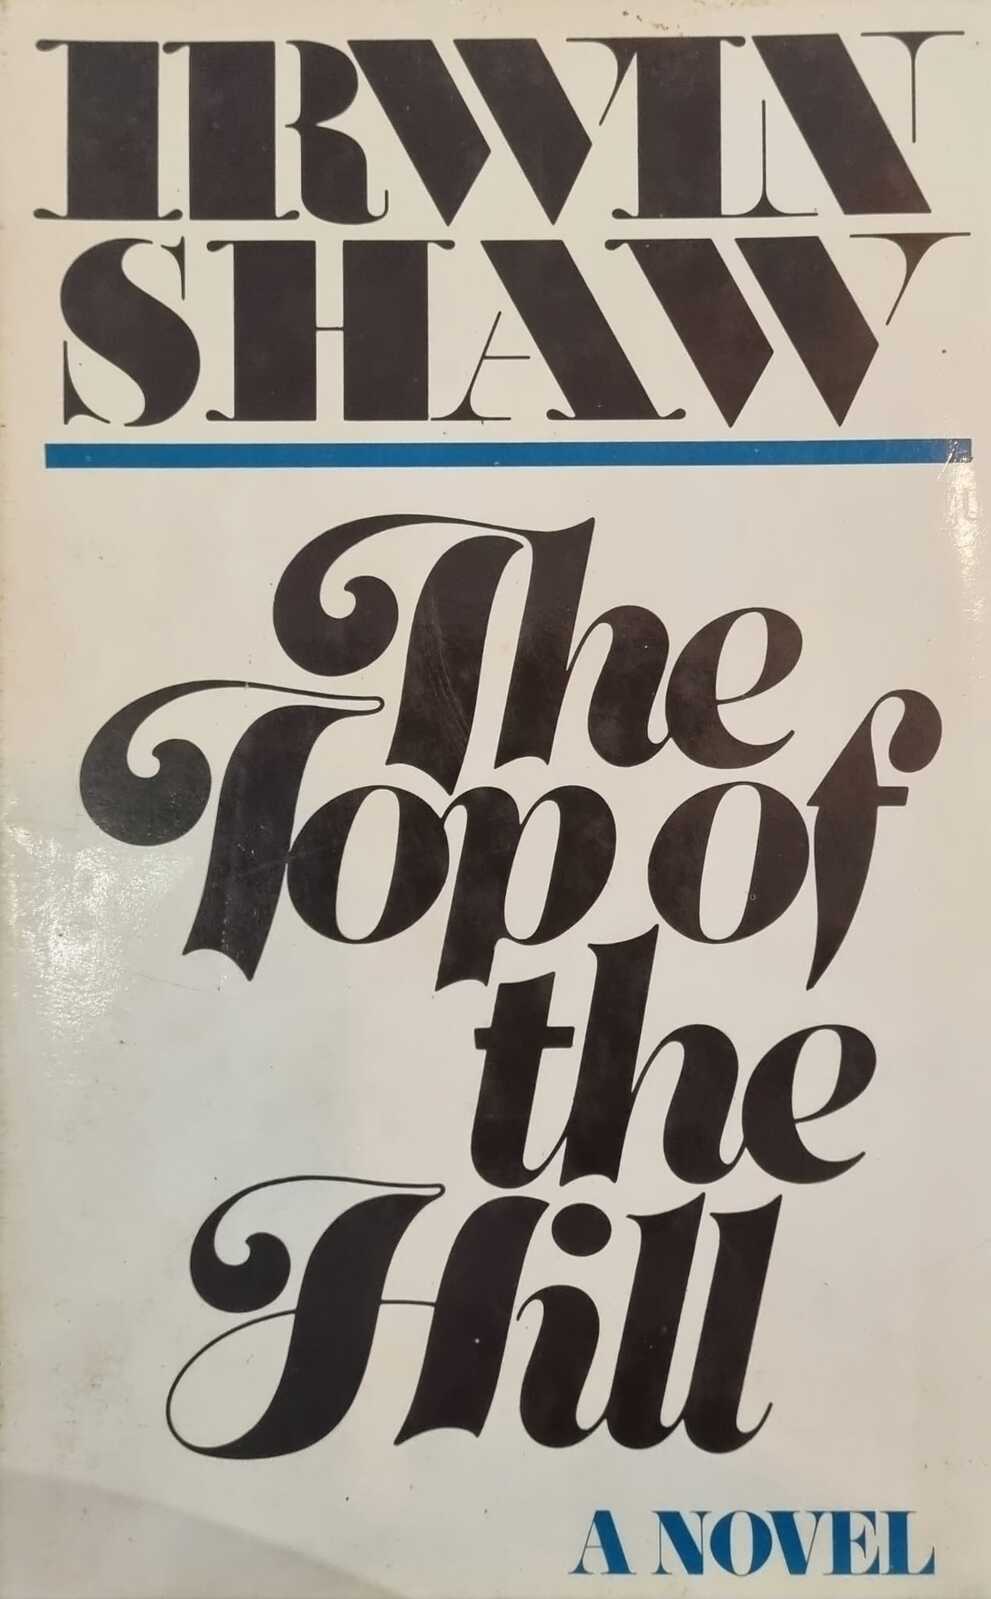 IRWIN
SHAW
The
Top of
the
Hill
A NOVEL